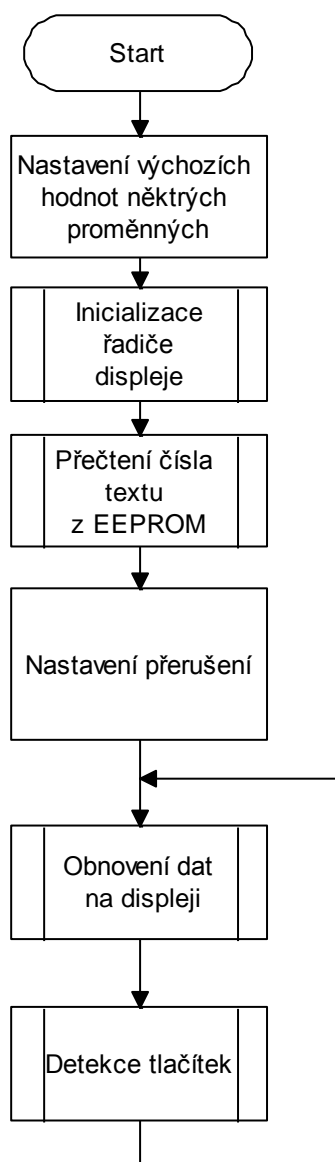 Start
Nastavení výchozích
hodnot něktrých
proměnných
Inicializace
řadiče
displeje
Přečtení čísla
textu
z EEPROM
Nastavení přerušení
Obnovení dat
na displeji
Detekce tlačítek